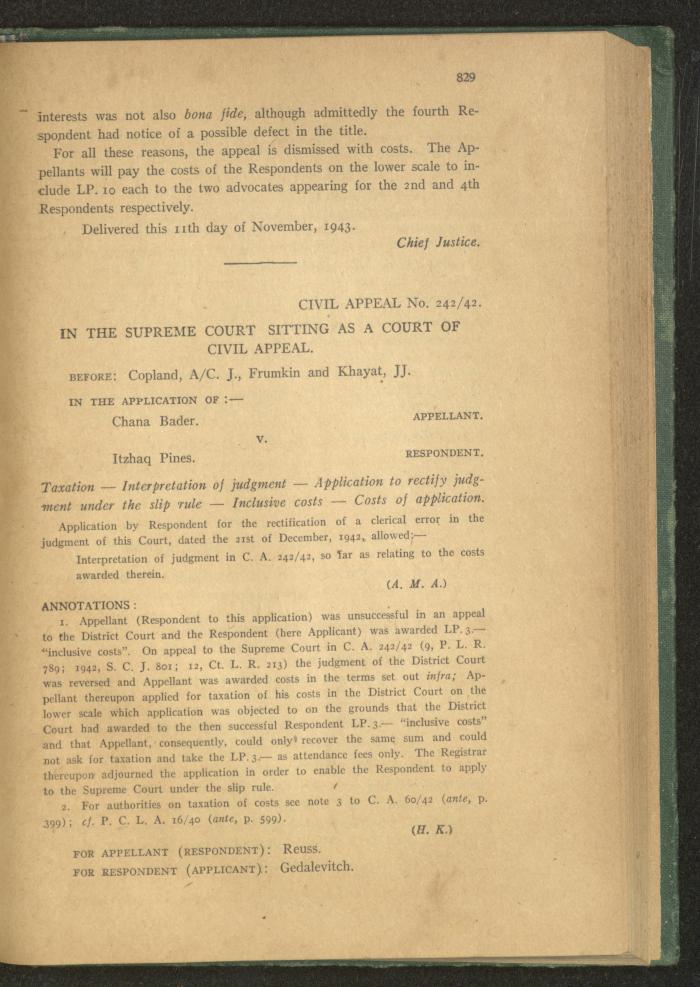 829
interests was not also bona fide, although admittedly the fourth Re-
spondent had notice of a possible defect in the title.
For all these reasons, the appeal is dismissed with costs. The Ap-
pellants will pay the costs of the Respondents on the lower scale to in-
clude LP. 10 each to the two advocates appearing for the 2nd and 4th
Respondents respectively.
Delivered this 11th day of November, 1943.
Chief Justice.
CIVIL APPEAL No. 242/42.
IN THE SUPREME COURT SITTING AS A COURT OF
CIVIL APPEAL.
BEFORE: Copland, A/C. J., Frumkin and Khayat, JJ.
IN THE APPLICATION OF :—
Chana Bader. APPELLANT.
v.
Itzhaq Pines. RESPONDENT.
Taxation — Interpretation of judgment — Application to rectify judg-
ment under the slip rule — Inclusive costs — Costs of application.
Application by Respondent for the rectification of a clerical error in the
judgment of this Court, dated the 21st of December, 1942, allowed:—
Interpretation of judgment in C. A. 242/42, so far as relating to the costs
awarded therein.
(A. M. A.)
ANNOTATIONS :
1. Appellant (Respondent to this application) was unsuccessful in an appeal
to the District Court and the Respondent (here Applicant) was awarded LP. 3.—
“inclusive costs”. On appeal to the Supreme Court in C. A. 242/42 (9, P. L. R.
789; 1942, S. C. J. 801; 12, Ct. L. R. 213) the judgment of the District Court
was reversed and Appellant was awarded costs in the terms set out infra; Ap-
pellant thereupon applied for taxation of his costs in the District Court on the
lower scale which application was objected to on the grounds that the District
Court had awarded to the then successful Respondent LP. 3.— “inclusive costs”
and that Appellant, consequently, could only recover the same sum and could
not ask for taxation and take the LP. 3.— as attendance fees only. The Registrar
thereupon adjourned the application in order to enable the Respondent to apply
to the Supreme Court under the slip rule.
2. For authorities on taxation of costs see note 3 to C. A. 60/42 (ante, p.
399); cf. P. C. L. A. 16/40 (ante, p. 599).
(H. K.)
FOR APPELLANT (RESPONDENT): Reuss.
FOR RESPONDENT (APPLICANT): Gedalevitch.